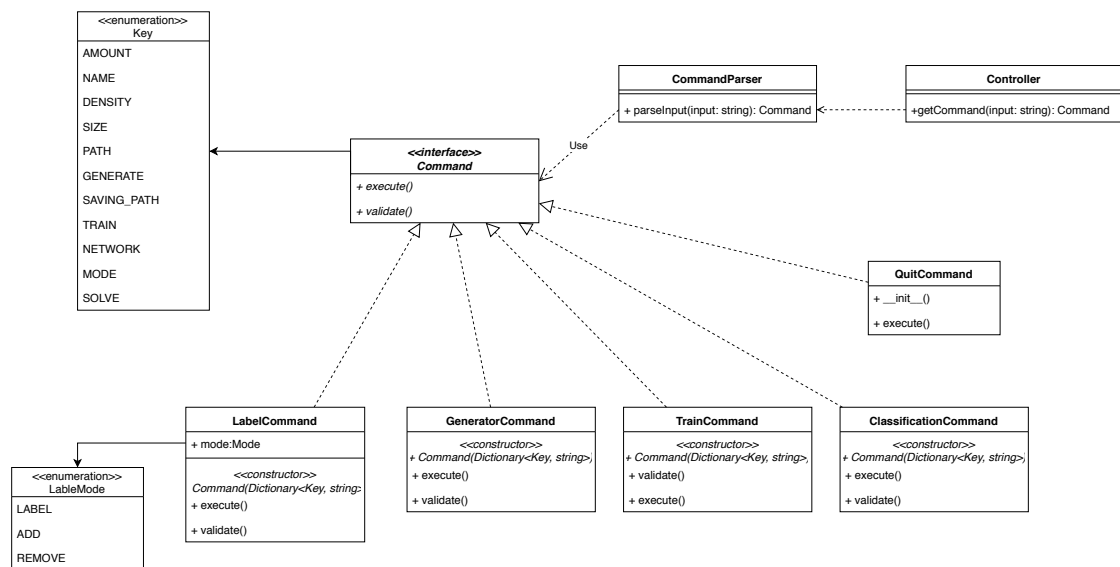 <<enumeration>>
Key
AMOUNT
NAME
DENSITY
SIZE
PATH
GENERATE
SAVING_PATH
TRAIN
NETWORK
MODE
SOLVE
<<interface>>
Command
+ execute()
+ validate()
Use
CommandParser
+ parseInput(input: string): Command
Controller
+getCommand(input: string): Command
QuitCommand
+ __init__()
+ execute()
<<enumeration>>
LableMode
LABEL
ADD
REMOVE
LabelCommand
+ mode:Mode
<<constructor>>
Command(Dictionary<Key, string>
+ execute()
+ validate()
GeneratorCommand
<<constructor>>
+ Command(Dictionary<Key, string>)
+ execute()
+ validate()
TrainCommand
<<constructor>>
+ Command(Dictionary<Key, string>)
+ validate()
+ execute()
ClassificationCommand
<<constructor>>
+ Command(Dictionary<Key, string>)
+ execute()
+ validate()